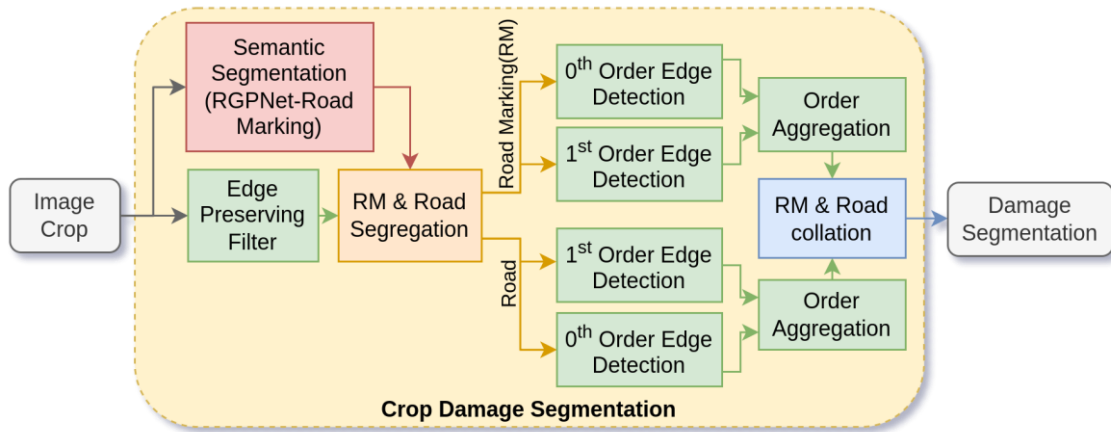 Image
Crop
Semantic
Segmentation
(RGPNet-Road
Marking)
Edge
Preserving
Filter
RM & Road
Segregation
Road Marking(RM)
Road
0th Order Edge
Detection
1st Order Edge
Detection
1st Order Edge
Detection
0th Order Edge
Detection
Order
Aggregation
RM & Road
collation
Order
Aggregation
Damage
Segmentation
Crop Damage Segmentation